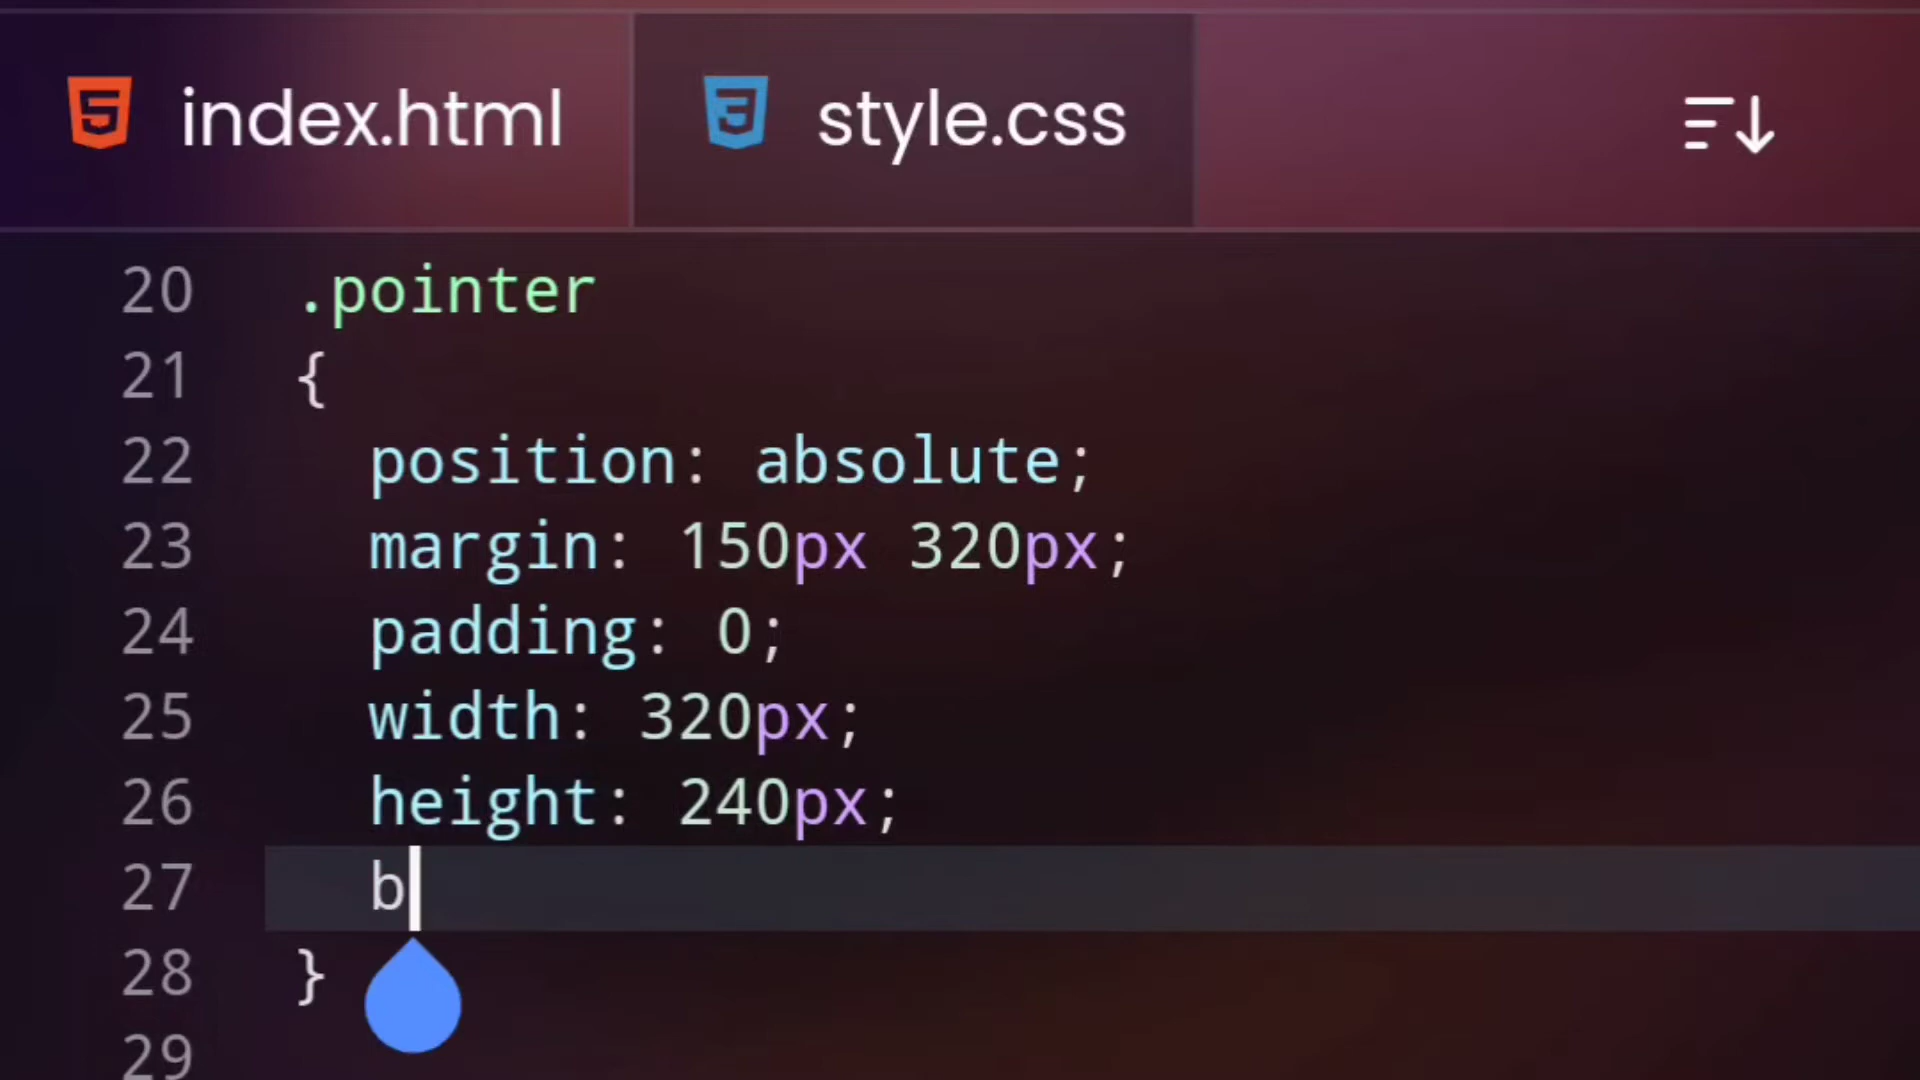 index.html style.css
20 .pointer
21 {
22 position: absolute;
23 margin: 150px 320px;
24 padding: 0;
25 width: 320px;
26 height: 240px;
27 b
28 }
29